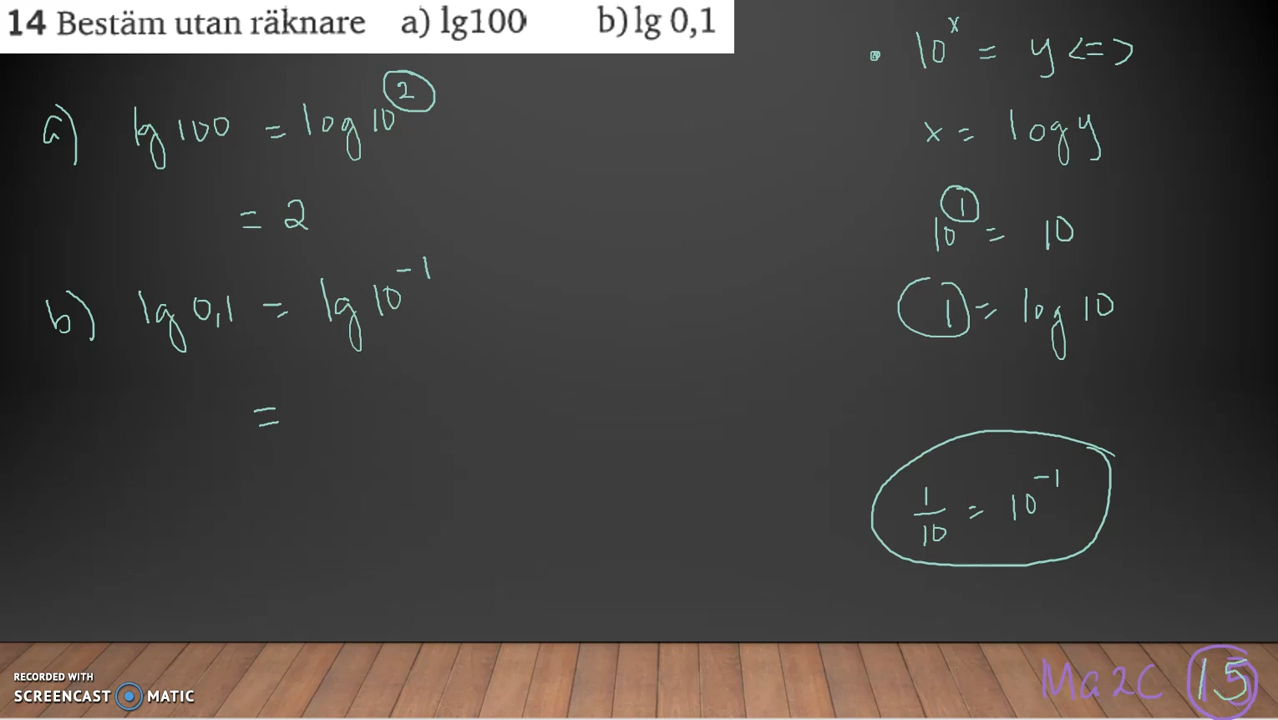 14 Bestäm utan räknare a) lg100 b) lg 0,1
a) lg 100 = log 10^2
= 2
b) lg 0,1 = lg 10^-1
=
10^x = y <=>
x = log y
10^1 = 10
1 = log 10
1/10 = 10^-1
RECORDED WITH
SCREENCAST MATIC
Ma2C 15